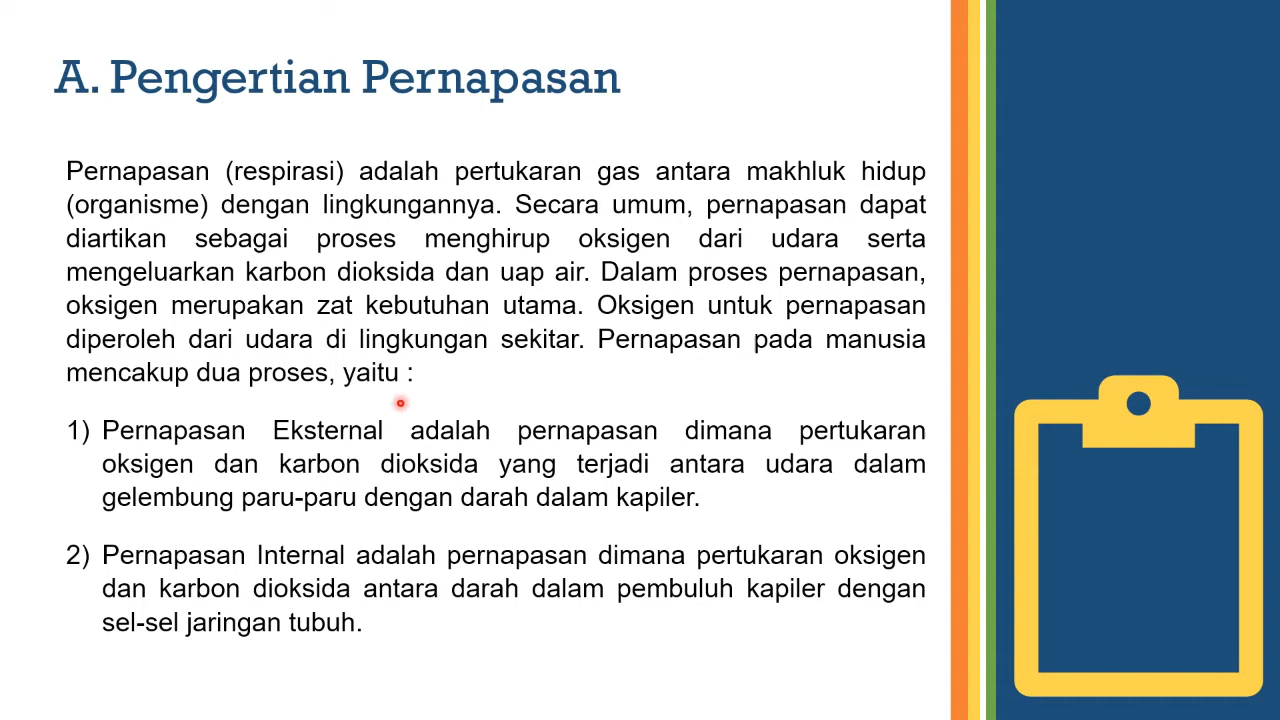 A. Pengertian Pernapasan
Pernapasan (respirasi) adalah pertukaran gas antara makhluk hidup
(organisme) dengan lingkungannya. Secara umum, pernapasan dapat
diartikan sebagai proses menghirup oksigen dari udara serta
mengeluarkan karbon dioksida dan uap air. Dalam proses pernapasan,
oksigen merupakan zat kebutuhan utama. Oksigen untuk pernapasan
diperoleh dari udara di lingkungan sekitar. Pernapasan pada manusia
mencakup dua proses, yaitu :
1) Pernapasan Eksternal adalah pernapasan dimana pertukaran
oksigen dan karbon dioksida yang terjadi antara udara dalam
gelembung paru-paru dengan darah dalam kapiler.
2) Pernapasan Internal adalah pernapasan dimana pertukaran oksigen
dan karbon dioksida antara darah dalam pembuluh kapiler dengan
sel-sel jaringan tubuh.